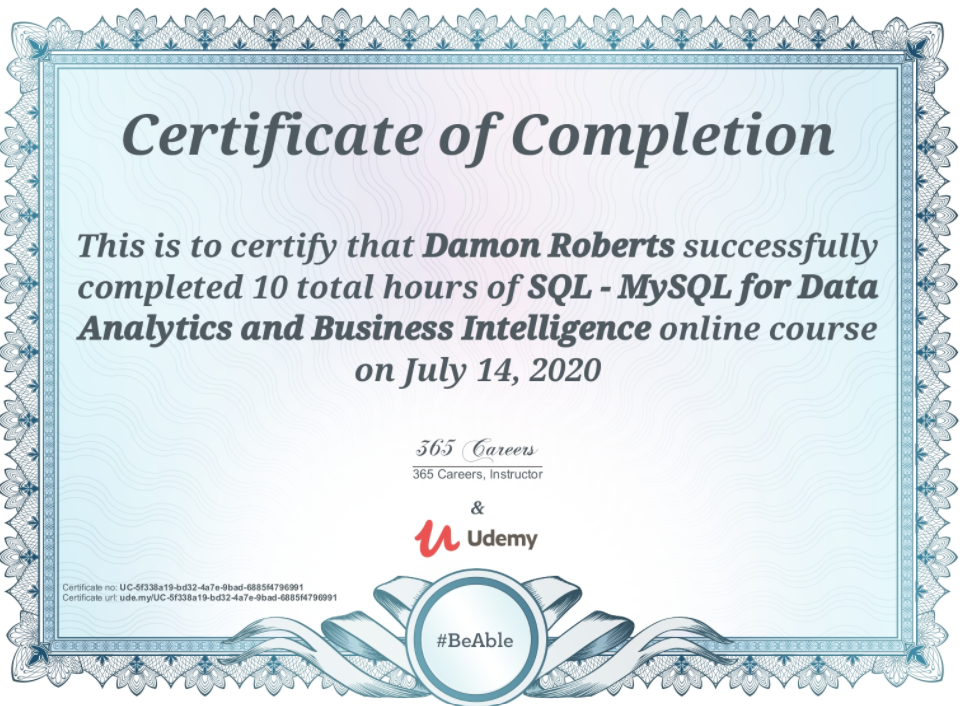 Certificate of Completion
This is to certify that Damon Roberts successfully
completed 10 total hours of SQL - MySQL for Data
Analytics and Business Intelligence online course
on July 14, 2020
365 Careers
365 Careers, Instructor
&
Udemy
Certificate no: UC-5f338a19-bd32-4a7e-9bad-6885f4796991
Certificate url: ude.my/UC-5f338a19-bd32-4a7e-9bad-6885f4796991
#BeAble